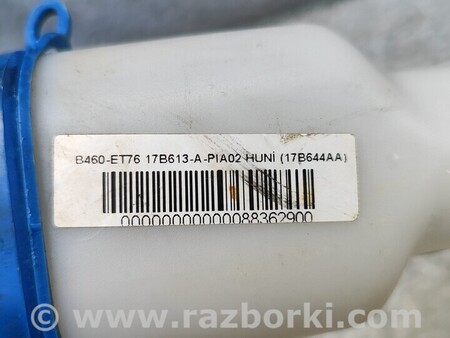 B460-ET76 17B613-A-PIA02 HUNİ (17B644AA)
00000000000088362900
www.razborki.com